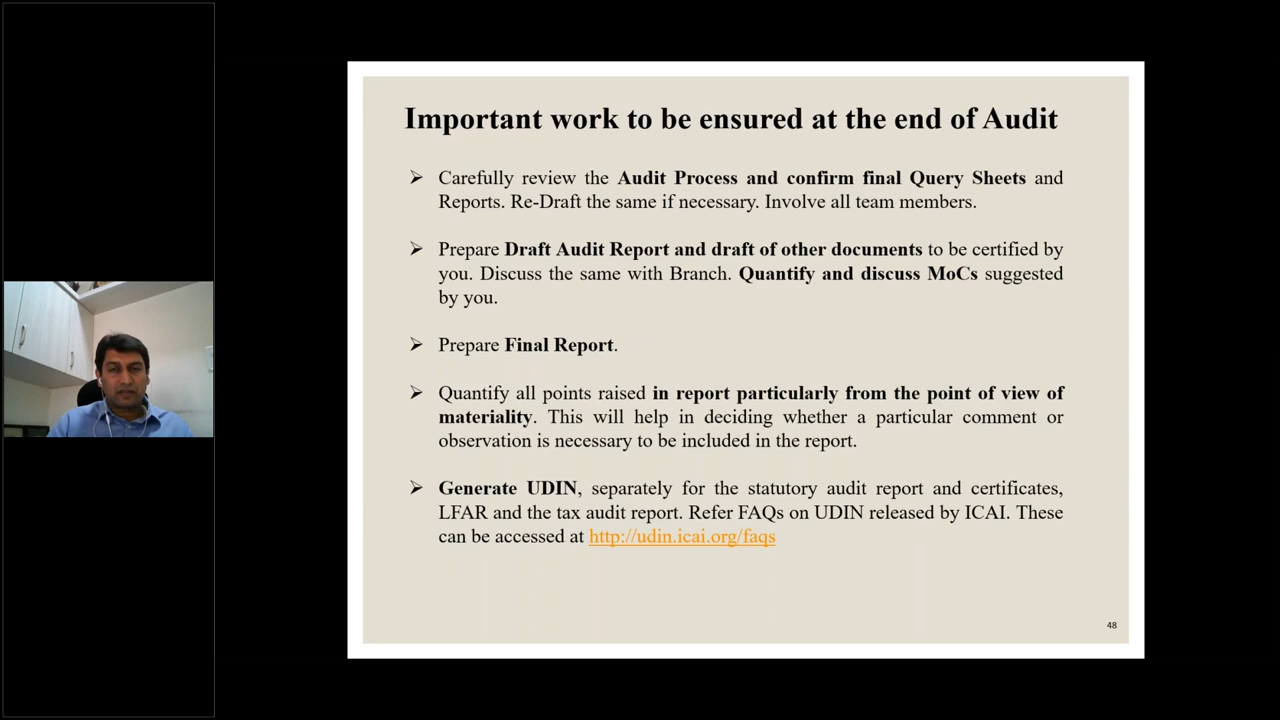 Important work to be ensured at the end of Audit
➢ Carefully review the Audit Process and confirm final Query Sheets and
Reports. Re-Draft the same if necessary. Involve all team members.
➢ Prepare Draft Audit Report and draft of other documents to be certified by
you. Discuss the same with Branch. Quantify and discuss MoCs suggested
by you.
➢ Prepare Final Report.
➢ Quantify all points raised in report particularly from the point of view of
materiality. This will help in deciding whether a particular comment or
observation is necessary to be included in the report.
➢ Generate UDIN, separately for the statutory audit report and certificates,
LFAR and the tax audit report. Refer FAQs on UDIN released by ICAI. These
can be accessed at http://udin.icai.org/faqs
48